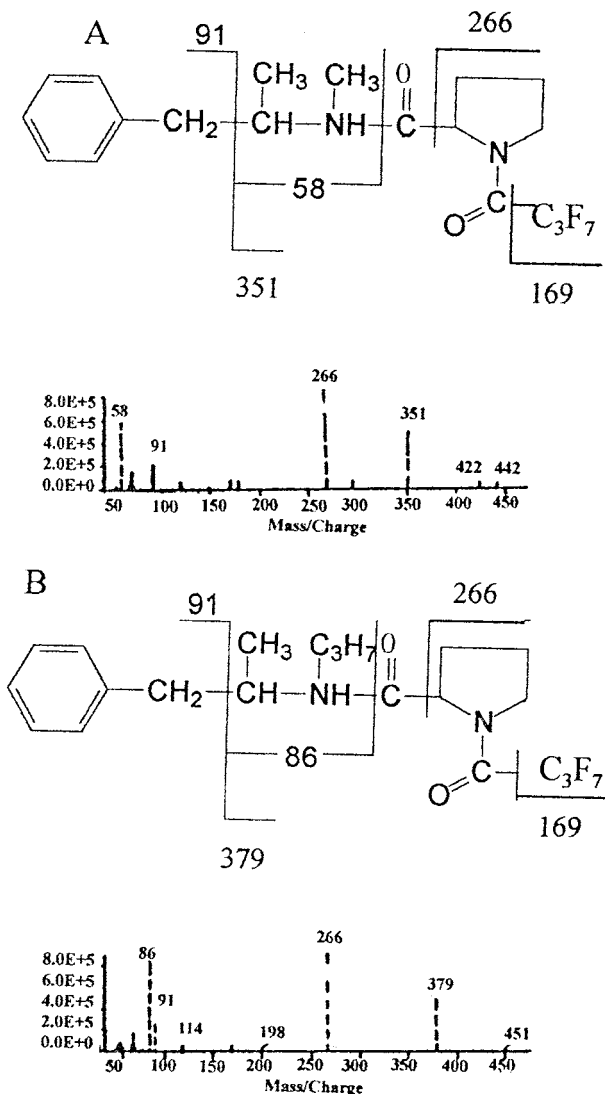 A
91
266
CH3 CH3 O
CH2 CH NH C
N
58
C
O C3F7
351
169
8.0E+5
6.0E+5
4.0E+5
2.0E+5
0.0E+0
58
91
266
351
422 442
50 100 150 200 250 300 350 400 450
Mass/Charge
B
91
266
CH3 C3H7 O
CH2 CH NH C
N
86
C C3F7
O
379
169
8.0E+5
6.0E+5
4.0E+5
2.0E+5
0.0E+0
86
91
114
198
266
379
451
50 100 150 200 250 300 350 400 450
Mass/Charge